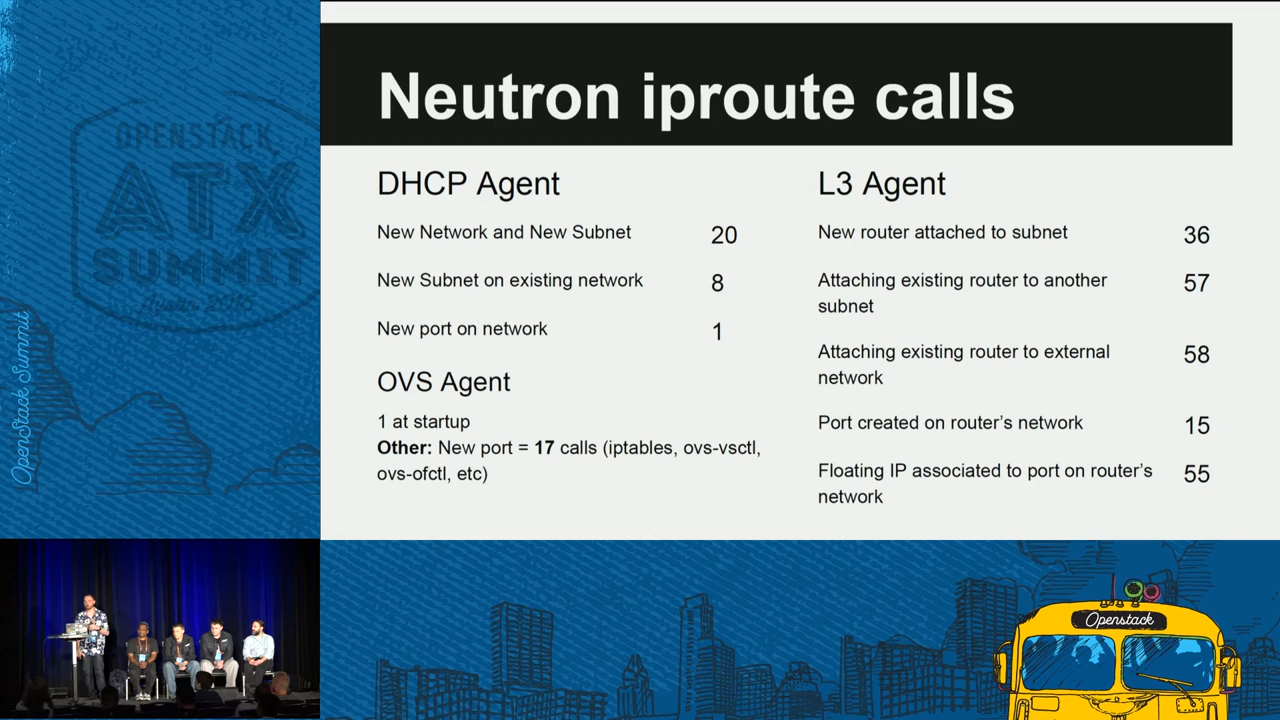 Neutron iproute calls
DHCP Agent
New Network and New Subnet 20
New Subnet on existing network 8
New port on network 1
OVS Agent
1 at startup
Other: New port = 17 calls (iptables, ovs-vsctl,
ovs-ofctl, etc)
L3 Agent
New router attached to subnet 36
Attaching existing router to another
subnet
57
Attaching existing router to external
network
58
Port created on router's network 15
Floating IP associated to port on router's
network
55
OPENSTACK
ATX
SUMMIT
Austin 2016
OpenStack Summit
Openstack